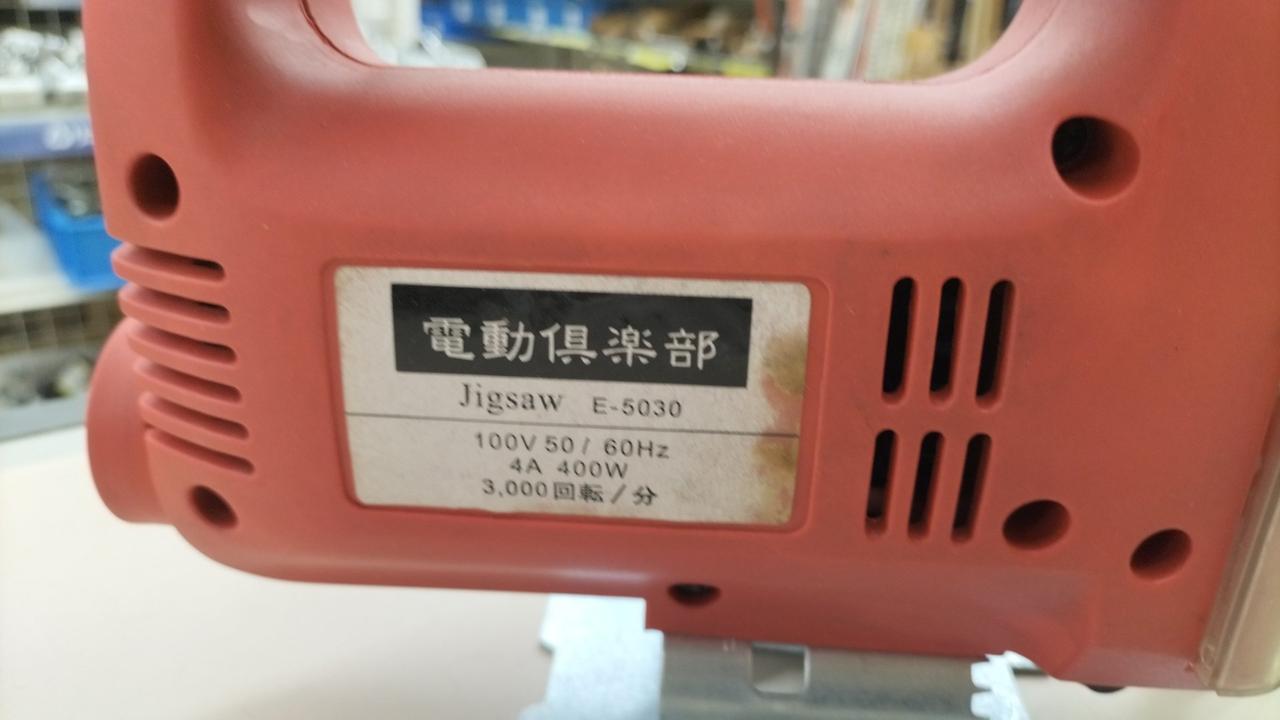 電動倶楽部
Jigsaw E-5030
100V 50/ 60Hz
4A 400W
3,000回転/分